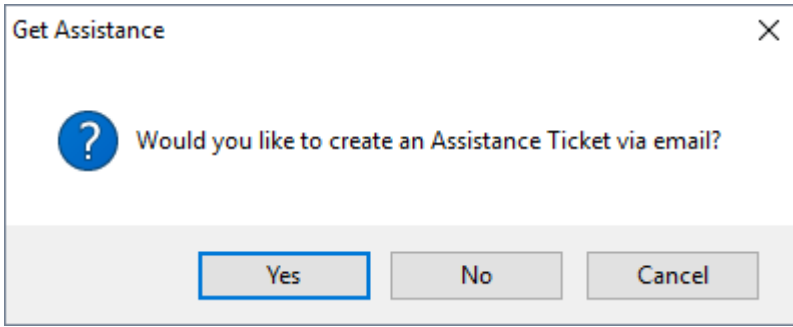 Get Assistance
Would you like to create an Assistance Ticket via email?
Yes No Cancel